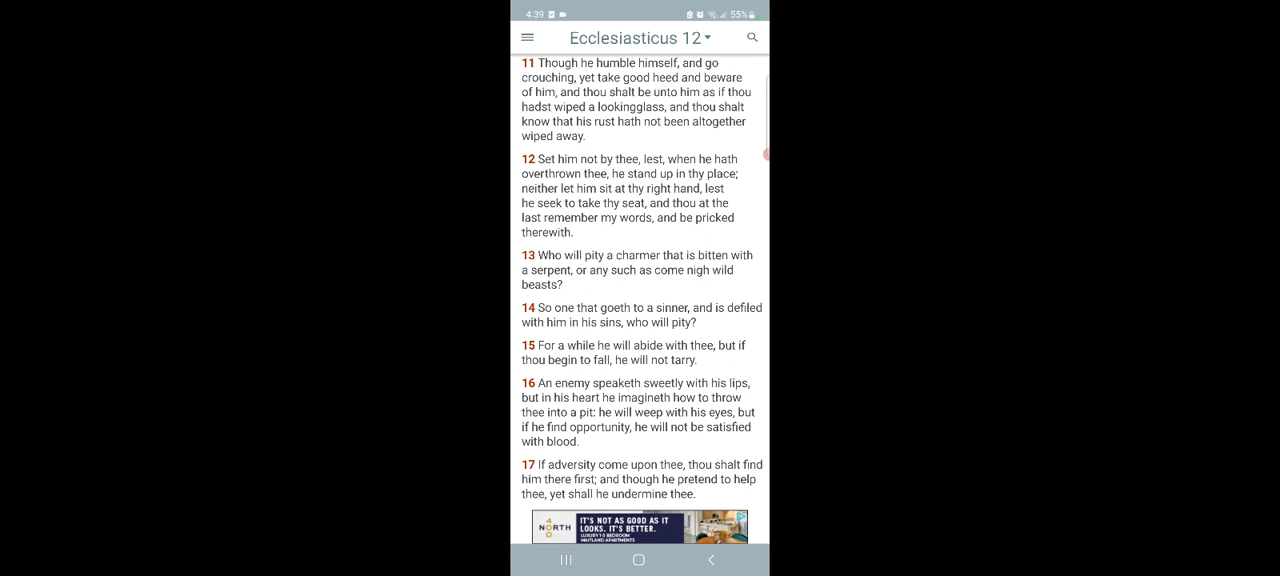 4:39
55%
Ecclesiasticus 12
11 Though he humble himself, and go
crouching, yet take good heed and beware
of him, and thou shalt be unto him as if thou
hadst wiped a lookingglass, and thou shalt
know that his rust hath not been altogether
wiped away.
12 Set him not by thee, lest, when he hath
overthrown thee, he stand up in thy place;
neither let him sit at thy right hand, lest
he seek to take thy seat, and thou at the
last remember my words, and be pricked
therewith.
13 Who will pity a charmer that is bitten with
a serpent, or any such as come nigh wild
beasts?
14 So one that goeth to a sinner, and is defiled
with him in his sins, who will pity?
15 For a while he will abide with thee, but if
thou begin to fall, he will not tarry.
16 An enemy speaketh sweetly with his lips,
but in his heart he imagineth how to throw
thee into a pit: he will weep with his eyes, but
if he find opportunity, he will not be satisfied
with blood.
17 If adversity come upon thee, thou shalt find
him there first; and though he pretend to help
thee, yet shall he undermine thee.
400 NORTH
IT'S NOT AS GOOD AS IT
LOOKS. IT'S BETTER.
LUXURY 1-3 BEDROOM
MAITLAND APARTMENTS